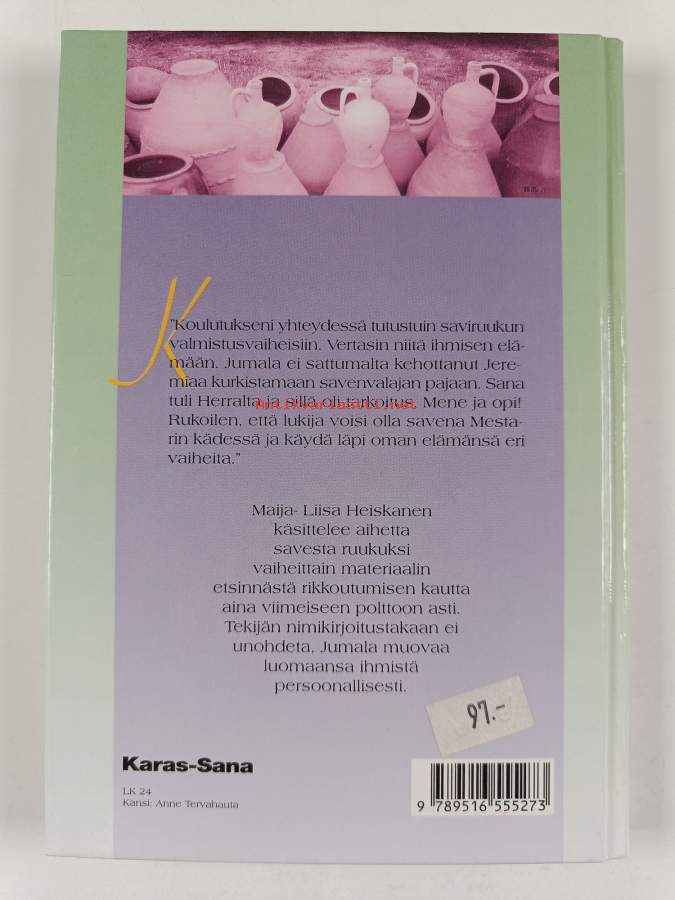 K
"Koulutukseni yhteydessä tutustuin saviruukun
valmistusvaiheisiin. Vertasin niitä ihmisen elä-
mään. Jumala ei sattumalta kehottanut Jere-
miaa kurkistamaan savenvalajan pajaan. Sana
tuli Herralta ja sillä oli tarkoitus. Mene ja opi!
antikvariaatti.net
Rukoilen, että lukija voisi olla savena Mesta-
rin kädessä ja käydä läpi oman elämänsä eri
vaiheita."
Maija- Liisa Heiskanen
käsittelee aihetta
savesta ruukuksi
vaiheittain materiaalin
etsinnästä rikkoutumisen kautta
aina viimeiseen polttoon asti.
Tekijän nimikirjoitustakaan ei
unohdeta, Jumala muovaa
luomaansa ihmistä
persoonallisesti.
97.-
Karas-Sana
LK 24
Kansi: Anne Tervahauta
9 789516 555273